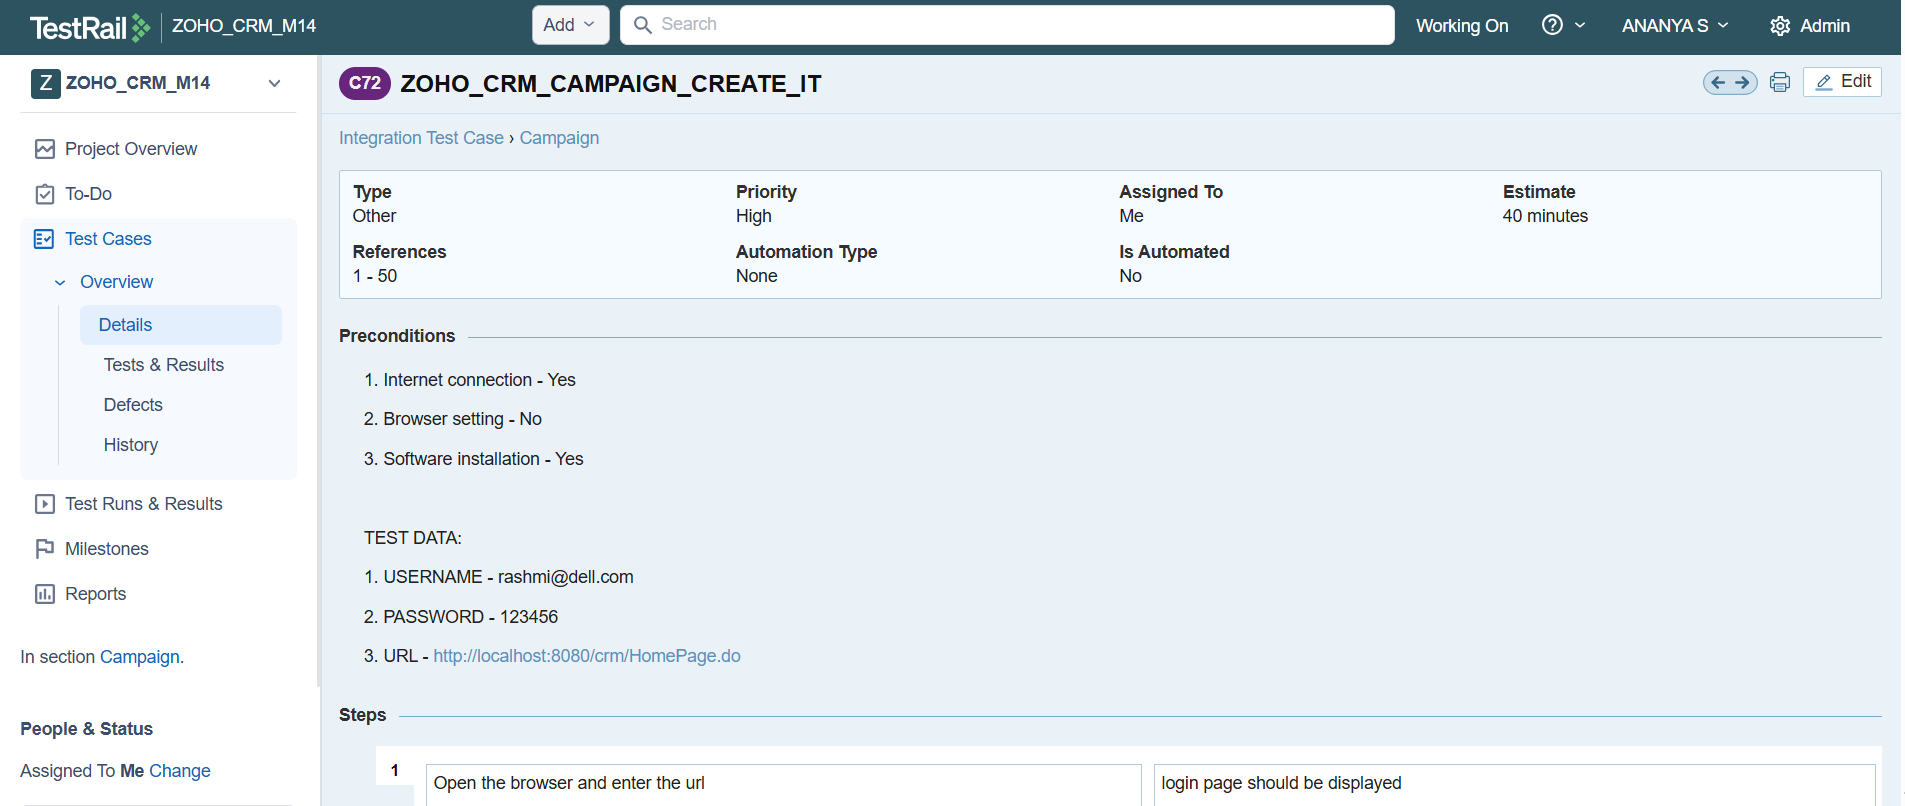 TestRail ZOHO_CRM_M14 Add Search Working On ANANYA S Admin
Z ZOHO_CRM_M14
C72 ZOHO_CRM_CAMPAIGN_CREATE_IT
Edit
Project Overview
To-Do
Test Cases
Overview
Details
Tests & Results
Defects
History
Test Runs & Results
Milestones
Reports
In section Campaign.
People & Status
Assigned To Me Change
Integration Test Case › Campaign
Type Priority Assigned To Estimate
Other High Me 40 minutes
References Automation Type Is Automated
1 - 50 None No
Preconditions
1. Internet connection - Yes
2. Browser setting - No
3. Software installation - Yes
TEST DATA:
1. USERNAME - rashmi@dell.com
2. PASSWORD - 123456
3. URL - http://localhost:8080/crm/HomePage.do
Steps
1 Open the browser and enter the url login page should be displayed